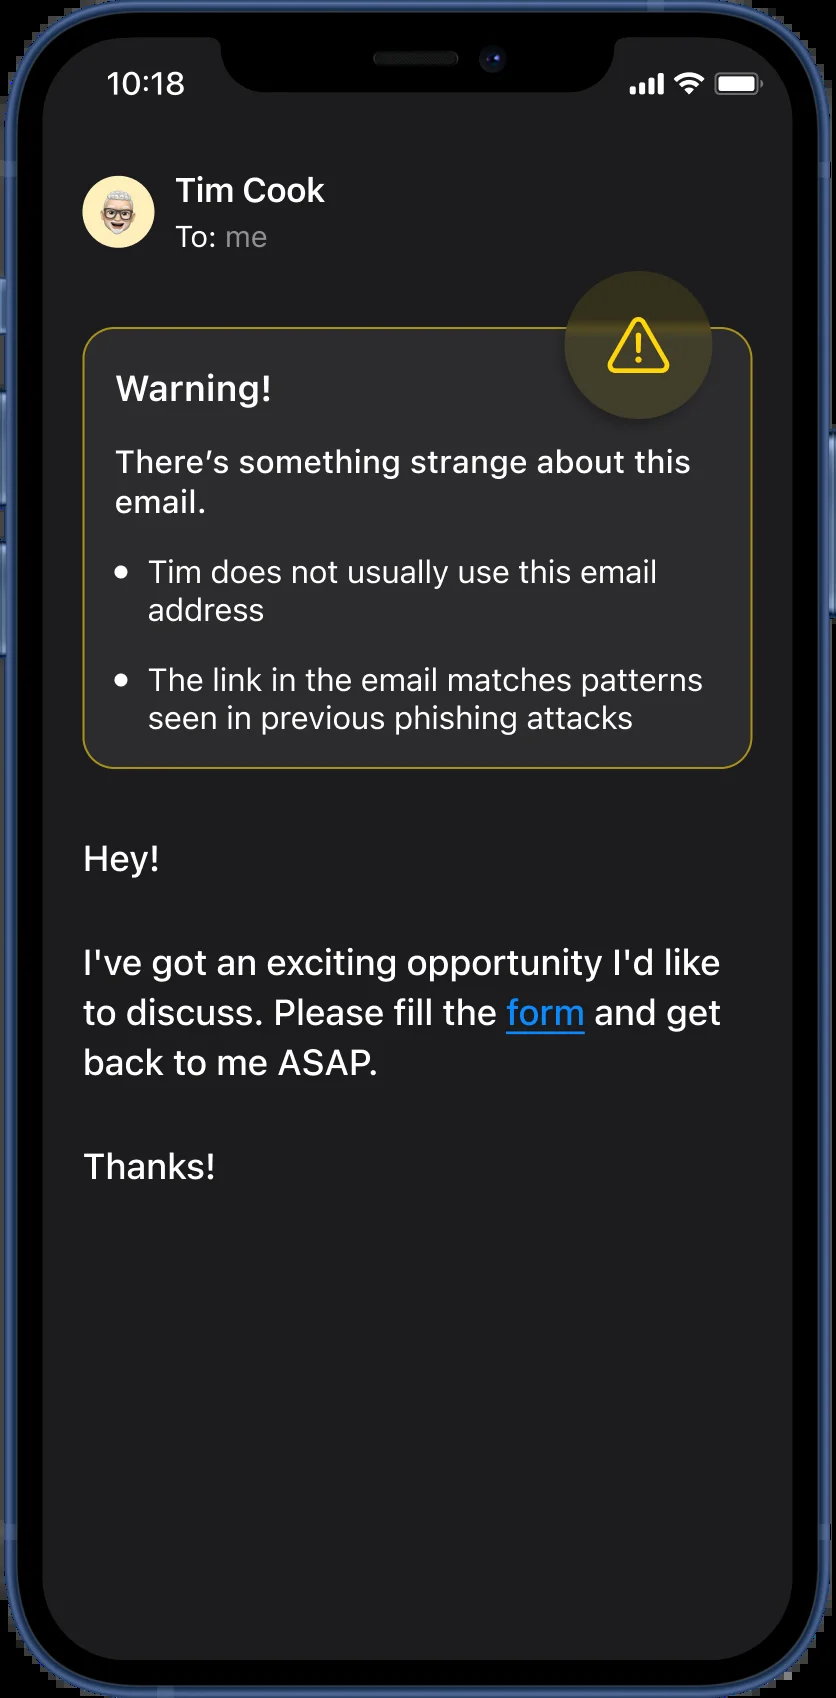 10:18
Tim Cook
To: me
Warning!
There’s something strange about this
email.
• Tim does not usually use this email
address
• The link in the email matches patterns
seen in previous phishing attacks
Hey!
I've got an exciting opportunity I'd like
to discuss. Please fill the form and get
back to me ASAP.
Thanks!